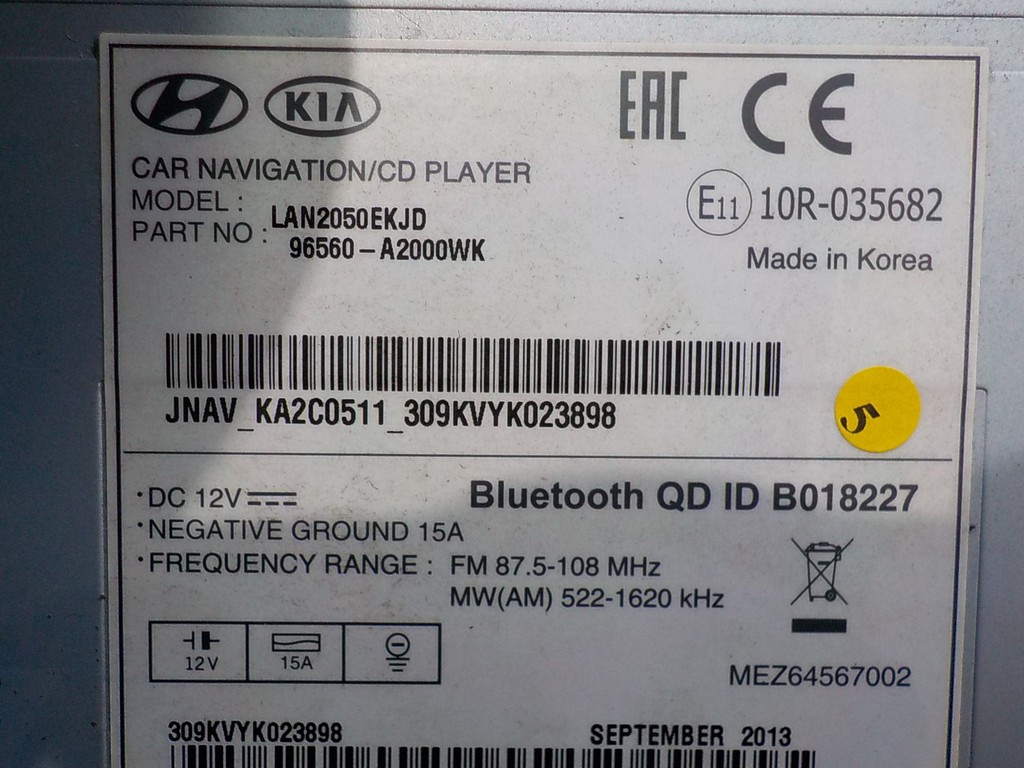 KIA
EAC CE
CAR NAVIGATION/CD PLAYER
MODEL : LAN2050EKJD
PART NO : 96560-A2000WK
E11 10R-035682
Made in Korea
JNAV_KA2C0511_309KVYK023898
5
·DC 12V
Bluetooth QD ID B018227
·NEGATIVE GROUND 15A
·FREQUENCY RANGE : FM 87.5-108 MHz
MW(AM) 522-1620 kHz
12V 15A
MEZ64567002
309KVYK023898 SEPTEMBER 2013